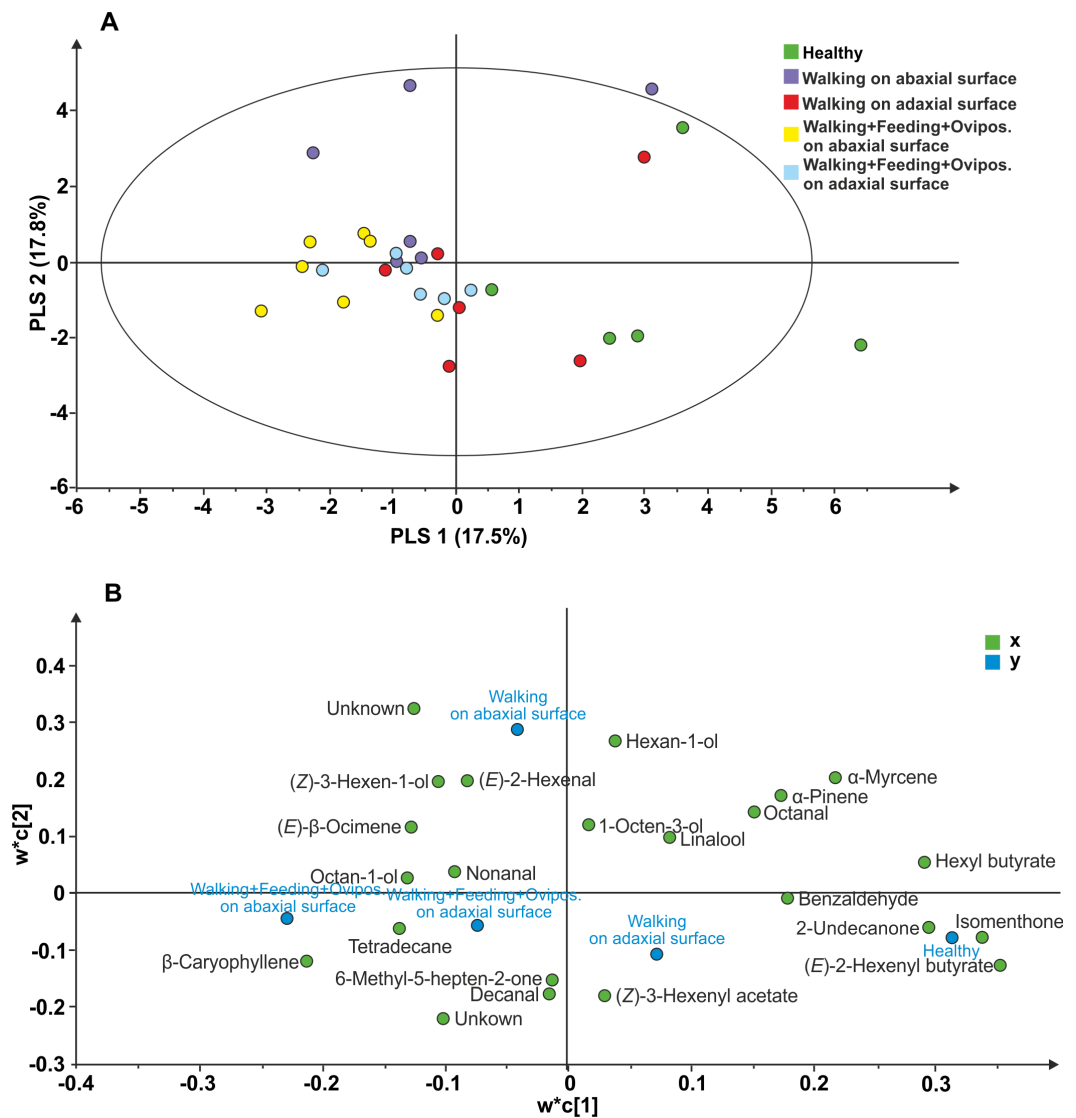 A
Healthy
Walking on abaxial surface
Walking on adaxial surface
Walking+Feeding+Ovipos.
on abaxial surface
Walking+Feeding+Ovipos.
on adaxial surface
PLS 2 (17.8%)
4
2
0
-2
-4
-6
-6 -5 -4 -3 -2 -1 0 1 2 3 4 5 6
PLS 1 (17.5%)
B
x
y
w*c[2]
0.4
0.3
0.2
0.1
0
-0.1
-0.2
-0.3
Unknown
Walking
on abaxial surface
Hexan-1-ol
(Z)-3-Hexen-1-ol
(E)-2-Hexenal
α-Myrcene
α-Pinene
Octanal
(E)-β-Ocimene
1-Octen-3-ol
Linalool
Octan-1-ol
Nonanal
Hexyl butyrate
Walking+Feeding+Ovipos.
on abaxial surface
Walking+Feeding+Ovipos.
on adaxial surface
Benzaldehyde
Walking
on adaxial surface
2-Undecanone
Isomenthone
Healthy
Tetradecane
β-Caryophyllene
(E)-2-Hexenyl butyrate
6-Methyl-5-hepten-2-one
Decanal
(Z)-3-Hexenyl acetate
Unkown
-0.4 -0.3 -0.2 -0.1 0 0.1 0.2 0.3
w*c[1]